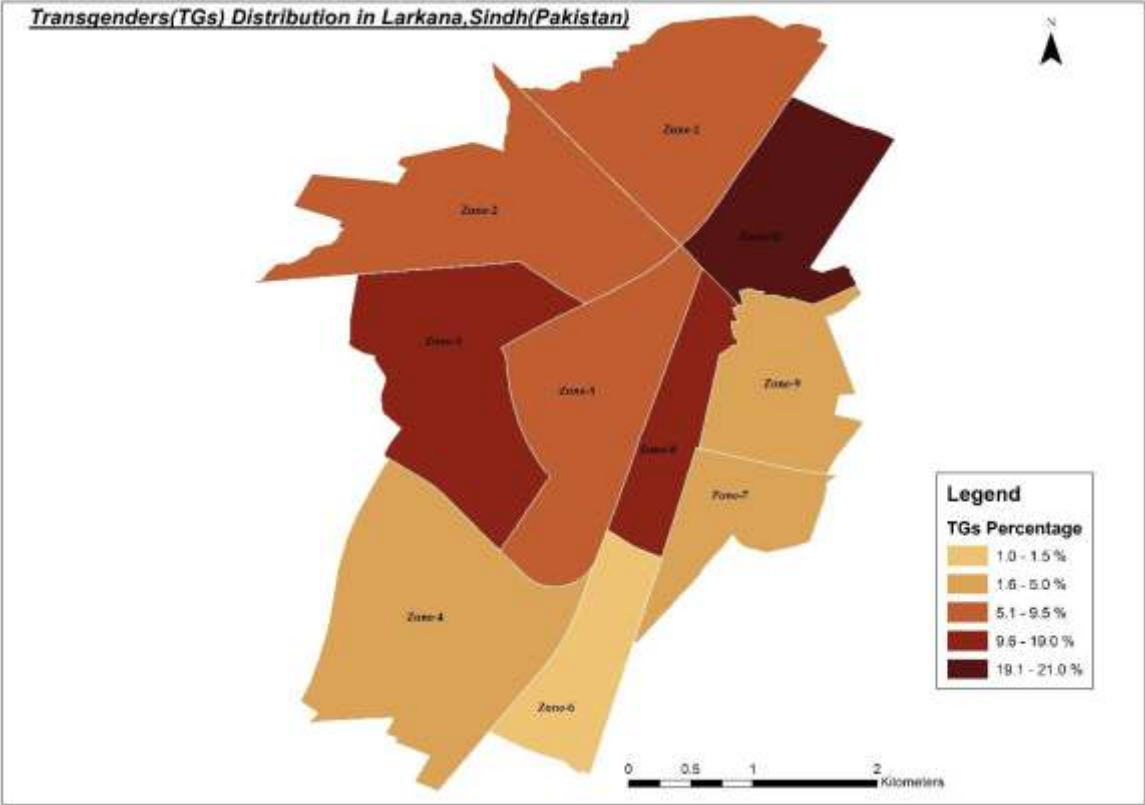 Transgenders(TGs) Distribution in Larkana,Sindh(Pakistan)
N
Zone-1
Zone-2
Zone-3
Zone-9
Zone-5
Zone-8
Zone-7
Zone-4
Zone-6
Legend
TGs Percentage
1.0 - 1.5 %
1.6 - 5.0 %
5.1 - 9.5 %
9.6 - 19.0 %
19.1 - 21.0 %
0 0.5 1 2
Kilometers